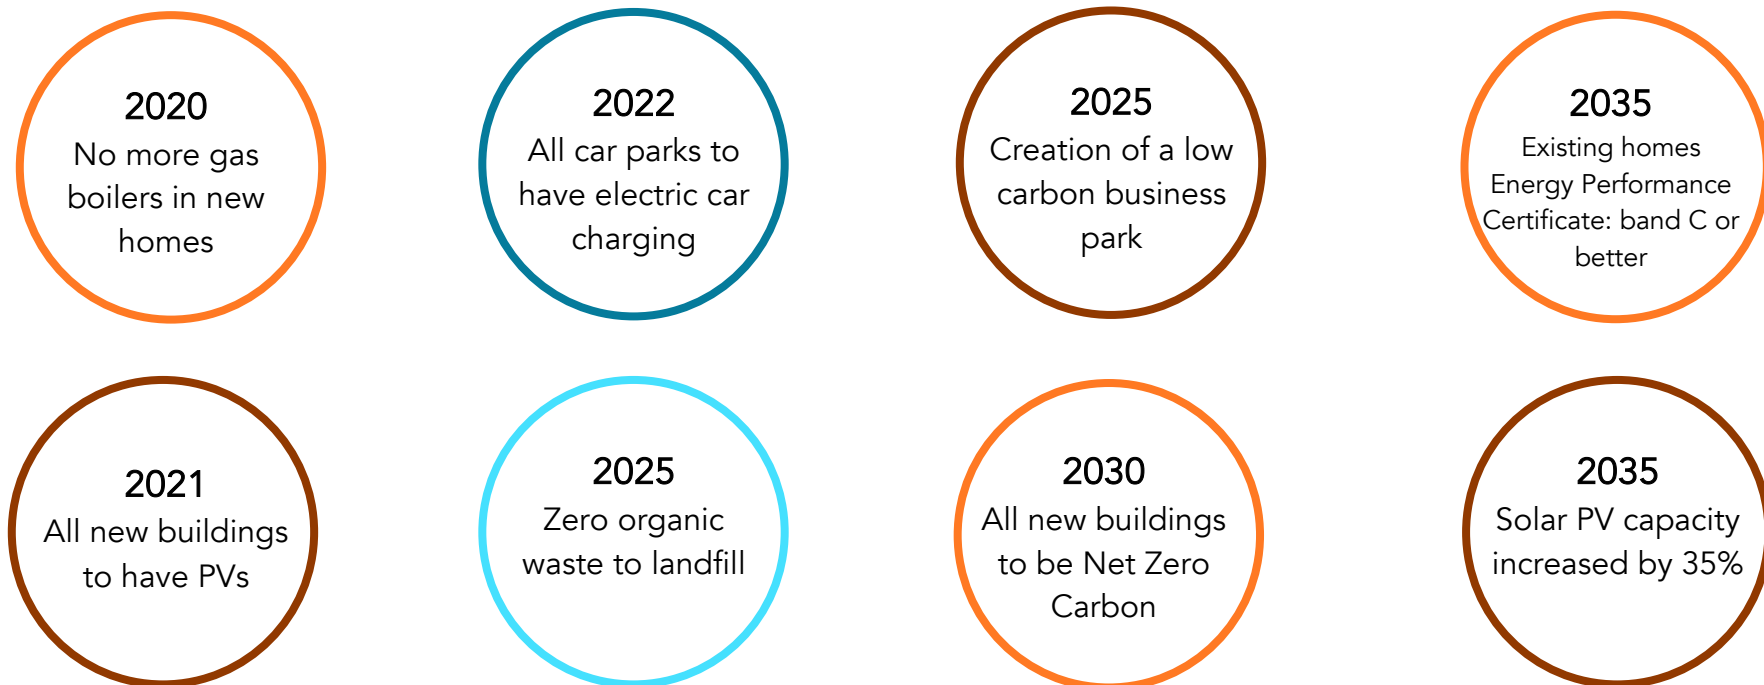 2020
No more gas
boilers in new
homes
2022
All car parks to
have electric car
charging
2025
Creation of a low
carbon business
park
2035
Existing homes
Energy Performance
Certificate: band C or
better
2021
All new buildings
to have PVs
2025
Zero organic
waste to landfill
2030
All new buildings
to be Net Zero
Carbon
2035
Solar PV capacity
increased by 35%